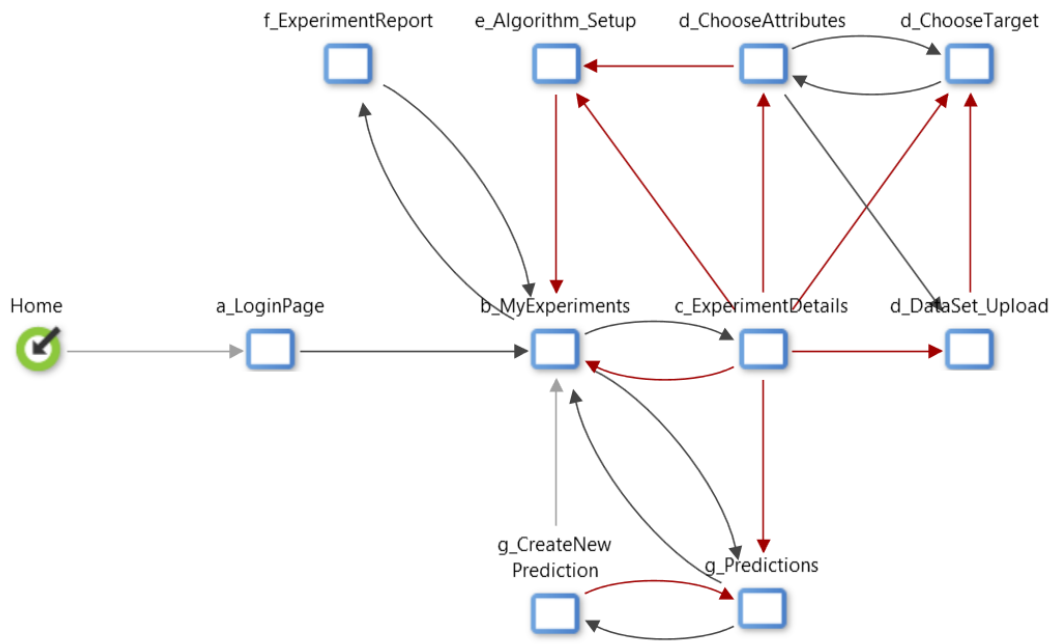 f_ExperimentReport
e_Algorithm_Setup
d_ChooseAttributes
d_ChooseTarget
Home
a_LoginPage
b_MyExperiments
c_ExperimentDetails
d_DataSet_Upload
g_CreateNew
Prediction
g_Predictions